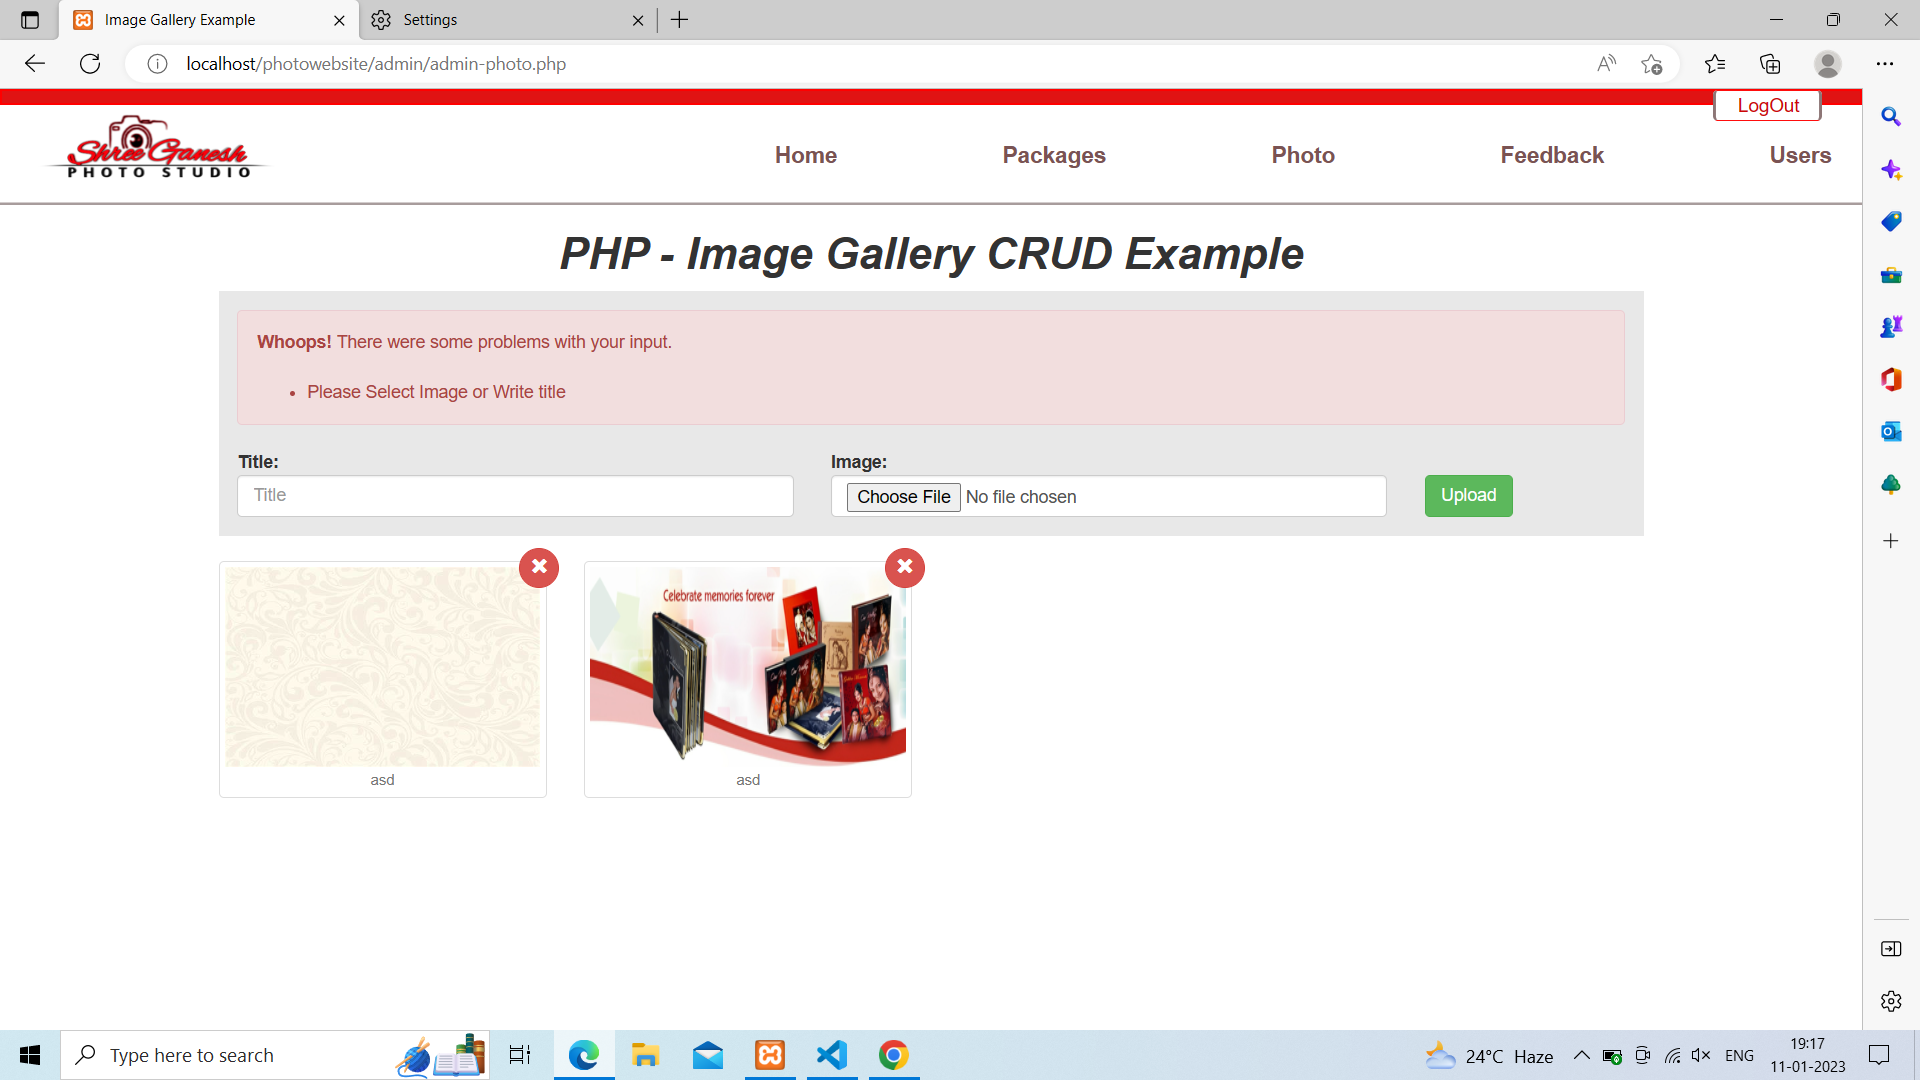 Image Gallery Example
Settings
localhost/photowebsite/admin/admin-photo.php
LogOut
Shree Ganesh
PHOTO STUDIO
Home
Packages
Photo
Feedback
Users
PHP - Image Gallery CRUD Example
Whoops! There were some problems with your input.
• Please Select Image or Write title
Title:
Image:
Title
Choose File No file chosen
Upload
Celebrate memories forever
asd
asd
Type here to search
24°C Haze
ENG
19:17
11-01-2023